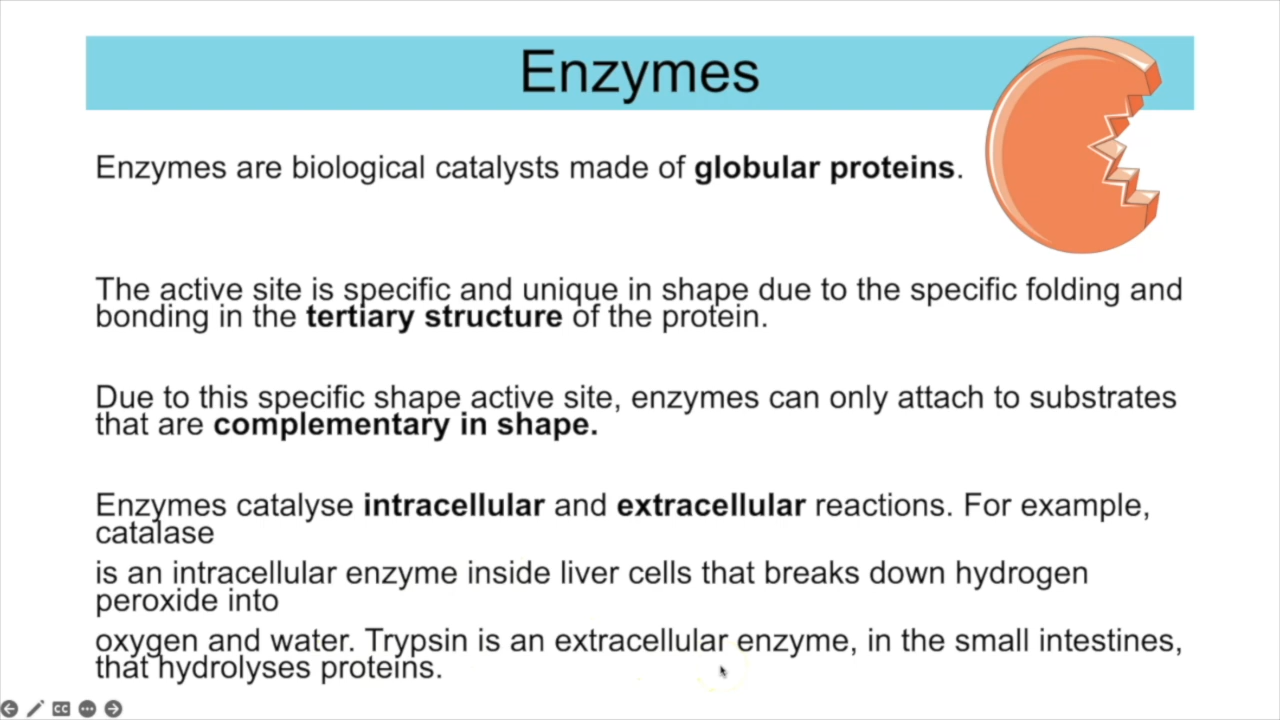 Enzymes
Enzymes are biological catalysts made of globular proteins.
The active site is specific and unique in shape due to the specific folding and
bonding in the tertiary structure of the protein.
Due to this specific shape active site, enzymes can only attach to substrates
that are complementary in shape.
Enzymes catalyse intracellular and extracellular reactions. For example,
catalase
is an intracellular enzyme inside liver cells that breaks down hydrogen
peroxide into
oxygen and water. Trypsin is an extracellular enzyme, in the small intestines,
that hydrolyses proteins.
CC